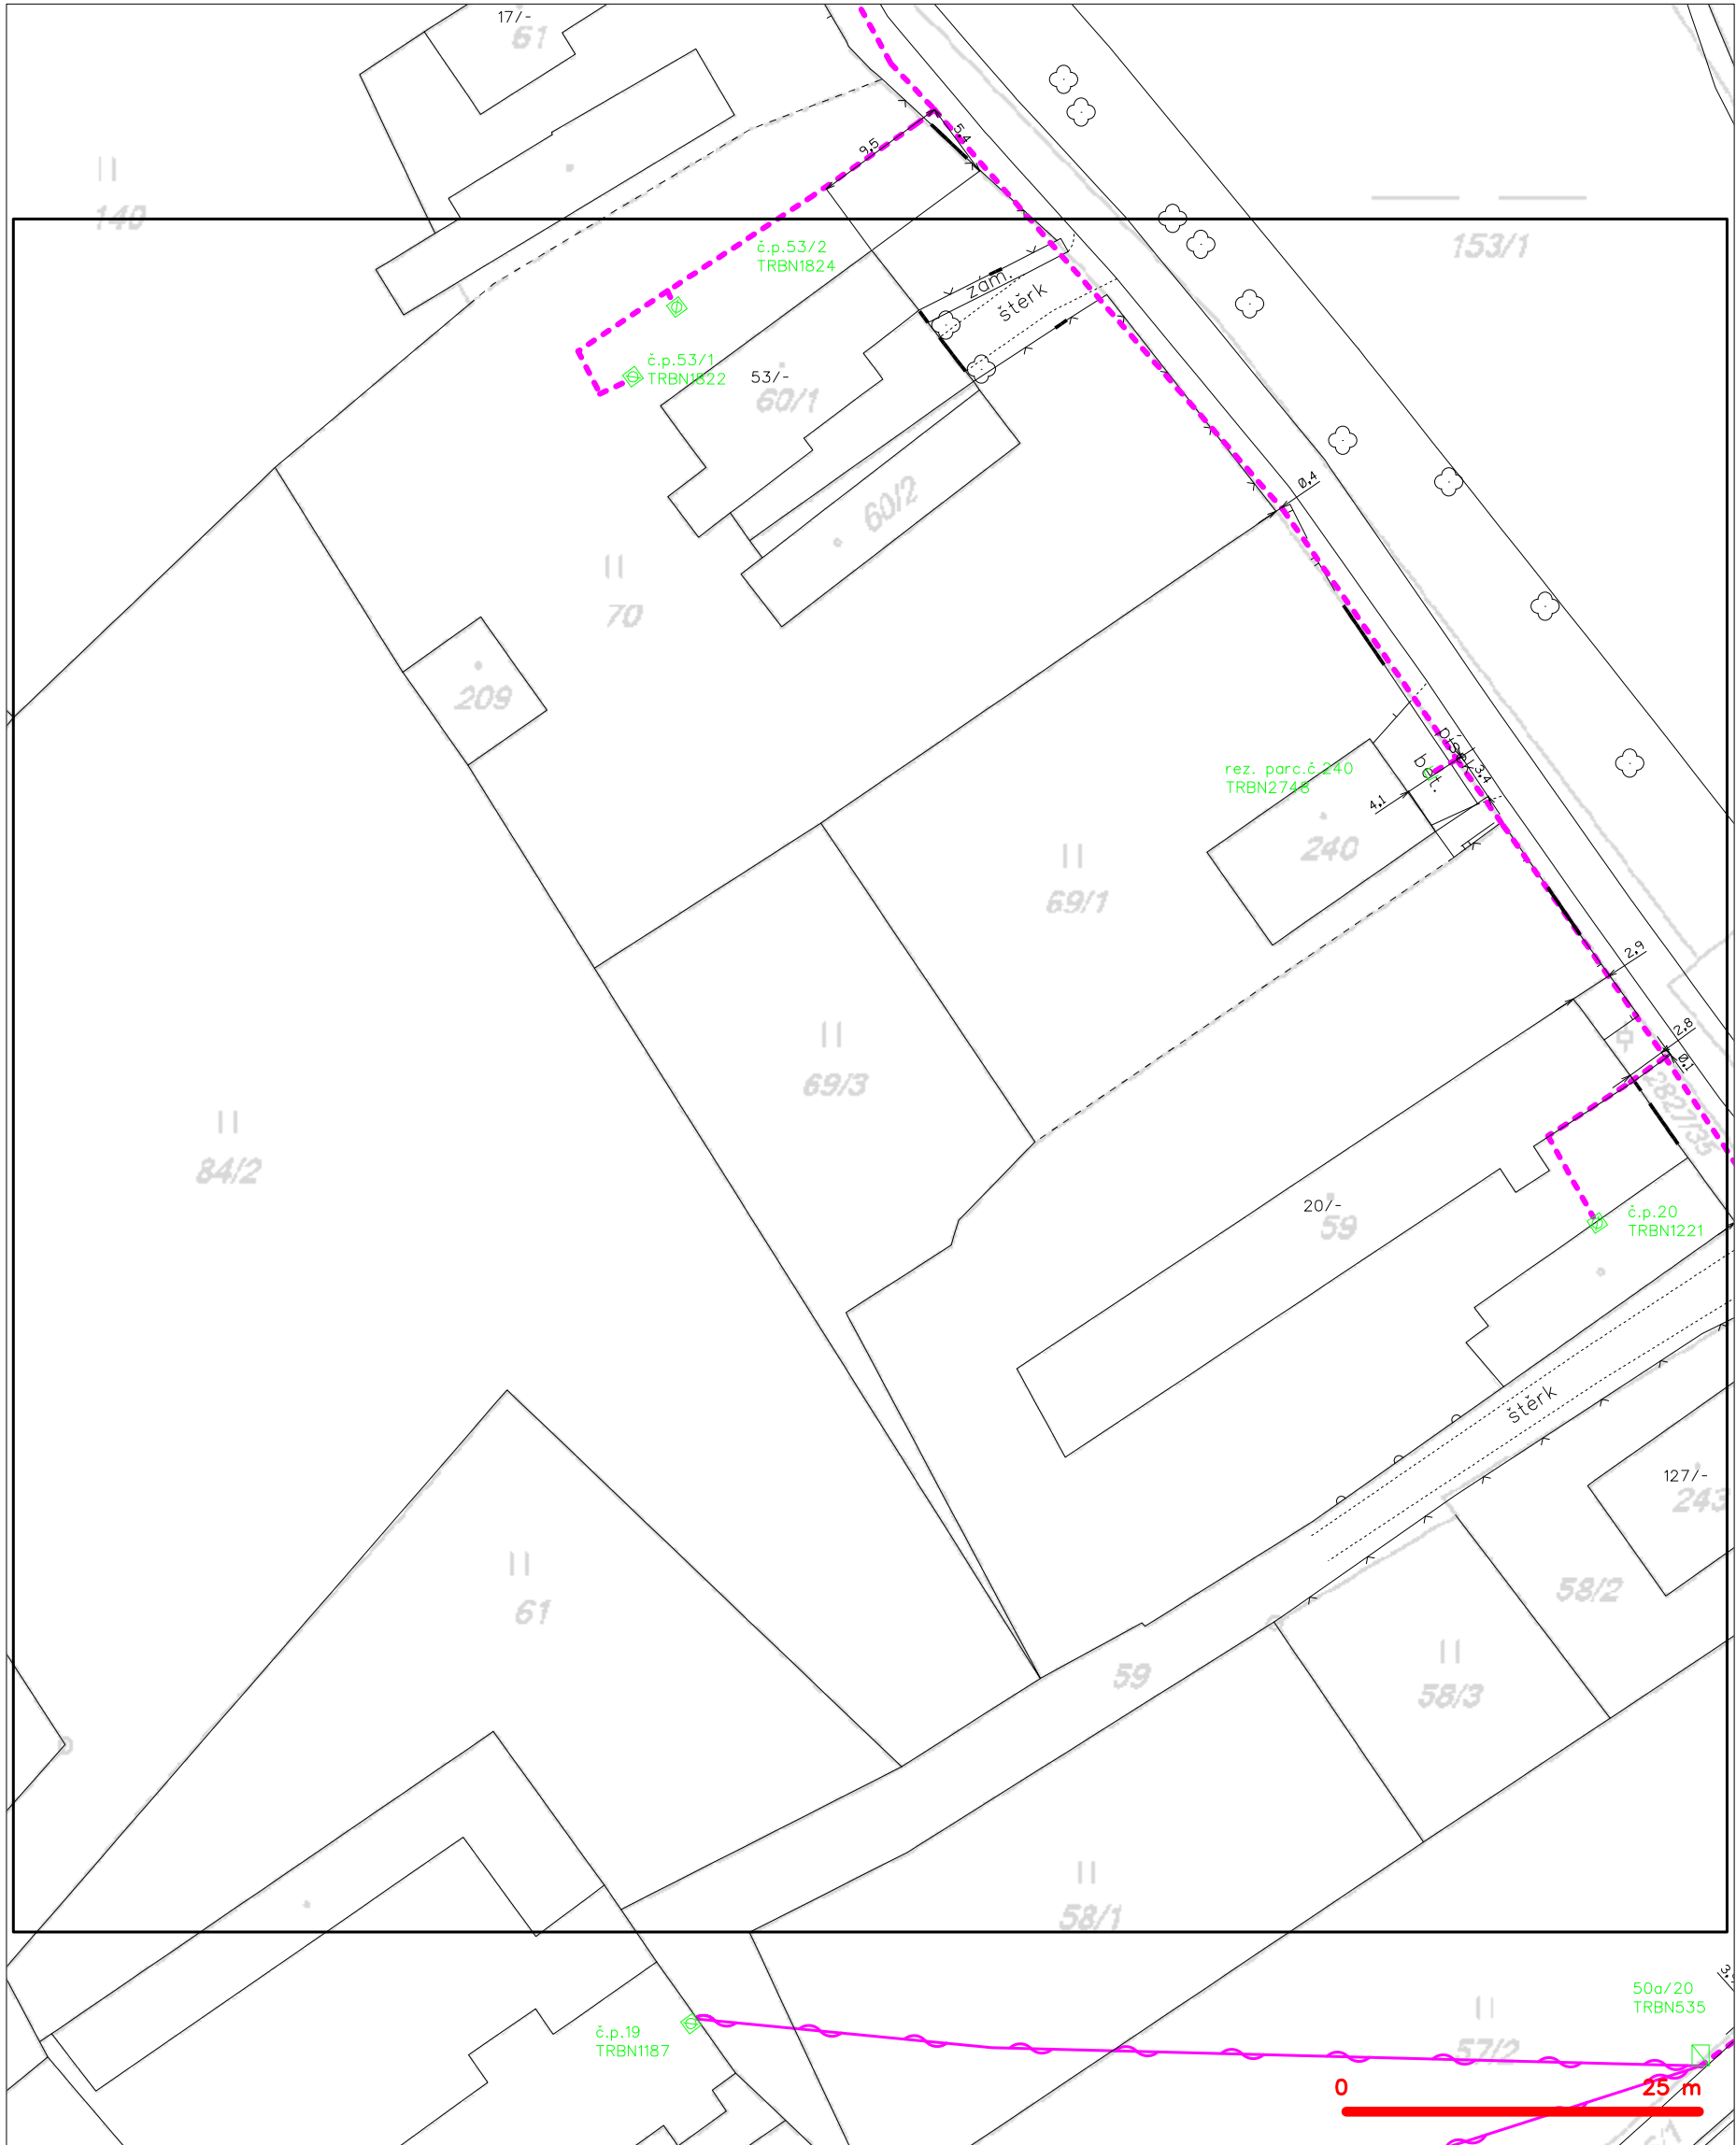 17/-
61
140
5,4
9,5
153/1
č.p.53/2
TRBN1824
zám.
štěrk
č.p.53/1
TRBN1822
53/-
60/1
60/2
0,4
70
209
rez. parc.č.240
TRBN2748
bet.
3,4
4,1
240
69/1
2,9
2,8
0,1
69/3
2827/35
84/2
20/-
59
č.p.20
TRBN1221
štěrk
127/-
243
58/2
61
59
58/3
58/1
50a/20
TRBN535
č.p.19
TRBN1187
57/2
0
25 m